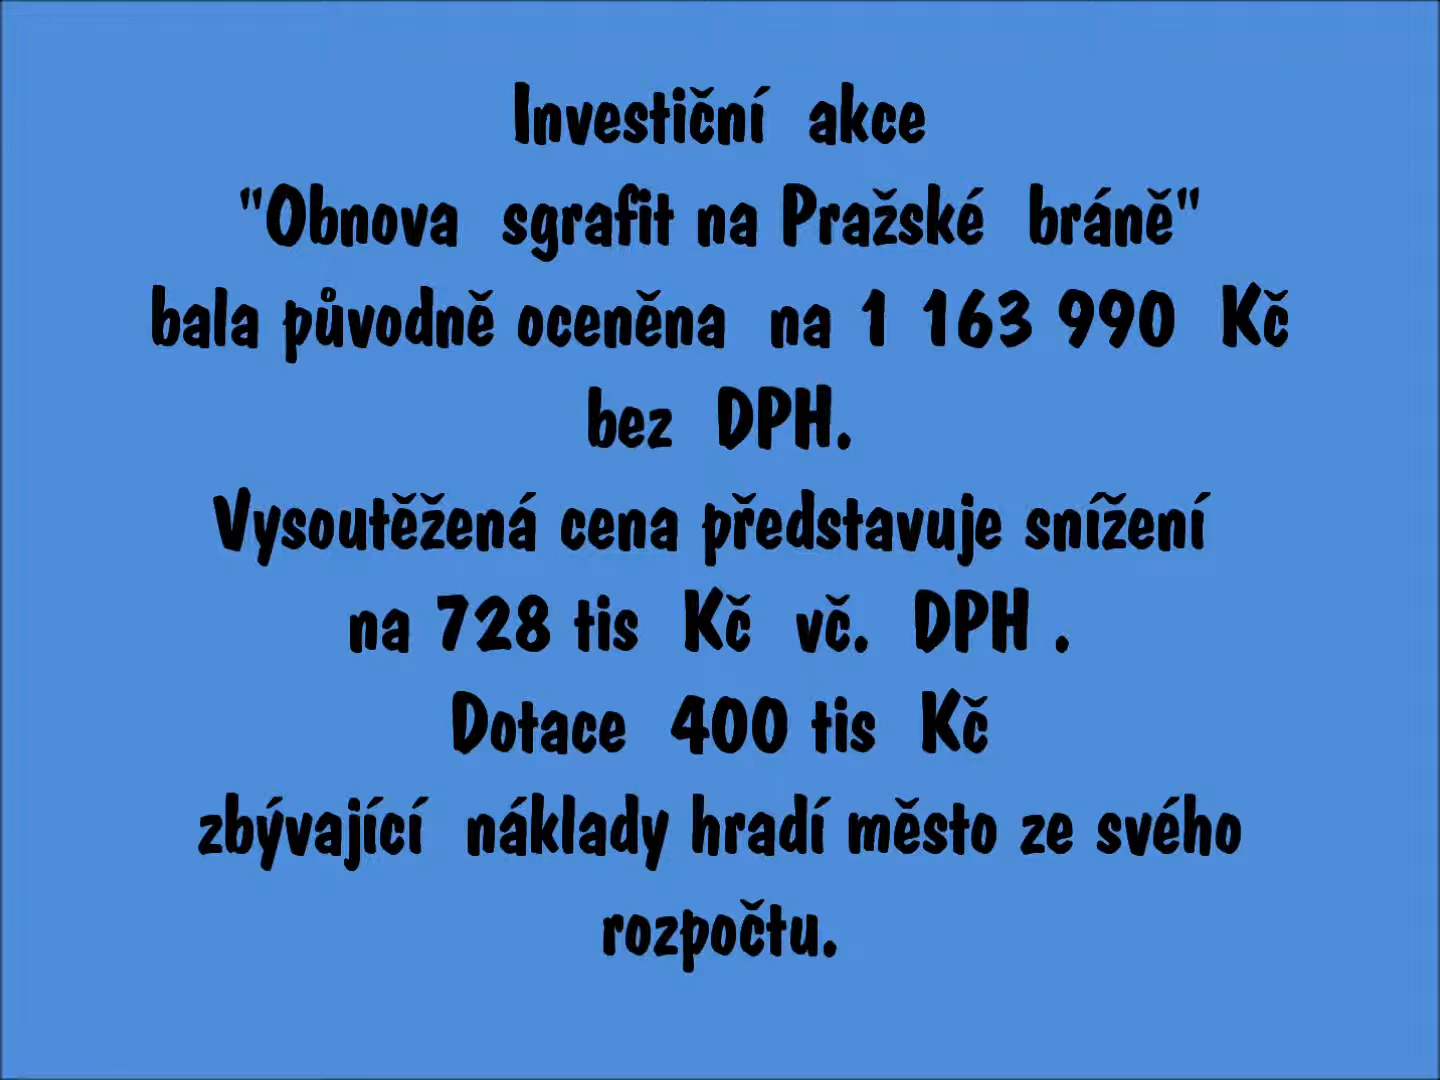 Investiční akce
"Obnova sgrafit na Pražské bráně"
bala původně oceněna na 1 163 990 Kč
bez DPH.
Vysoutěžená cena představuje snížení
na 728 tis Kč vč. DPH .
Dotace 400 tis Kč
zbývající náklady hradí město ze svého
rozpočtu.